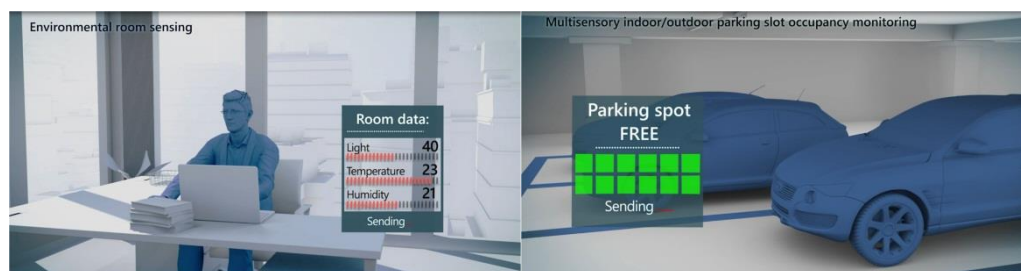 Environmental room sensing
Room data:
Light 40
Temperature 23
Humidity 21
Sending
Multisensory indoor/outdoor parking slot occupancy monitoring
Parking spot
FREE
Sending